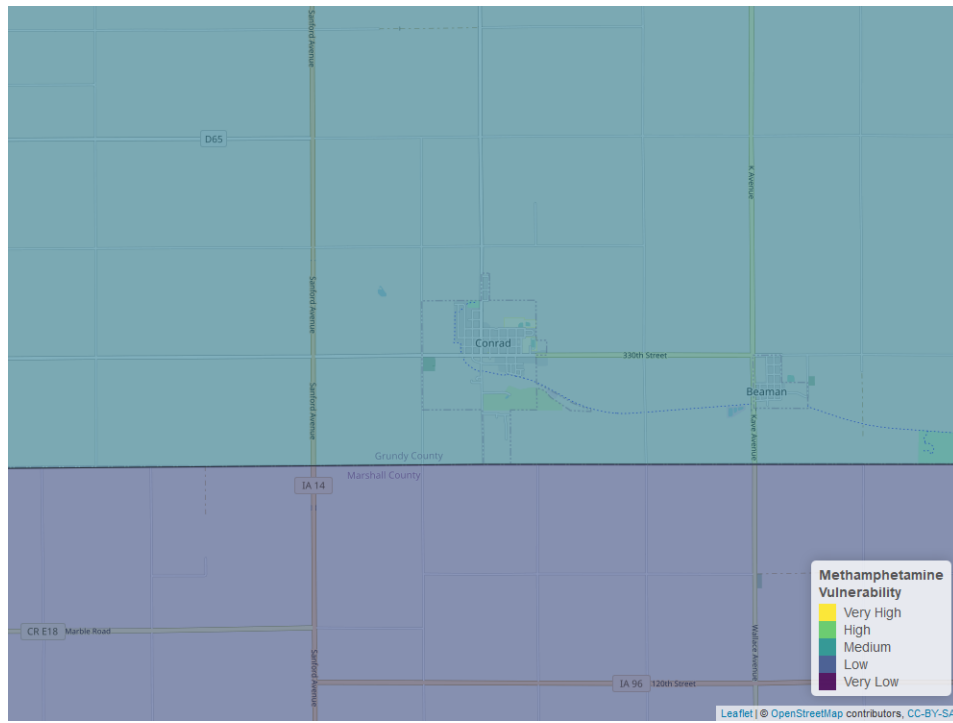 Sanford Avenue
D65
K Avenue
Sanford Avenue
Conrad
330th Street
Sanford Avenue
Beaman
Kave Avenue
Grundy County
Marshall County
IA 14
CR E18
Marble Road
Sanford Avenue
Wallace Avenue
IA 96
120th Street
Methamphetamine
Vulnerability
Very High
High
Medium
Low
Very Low
Leaflet | © OpenStreetMap contributors, CC-BY-SA